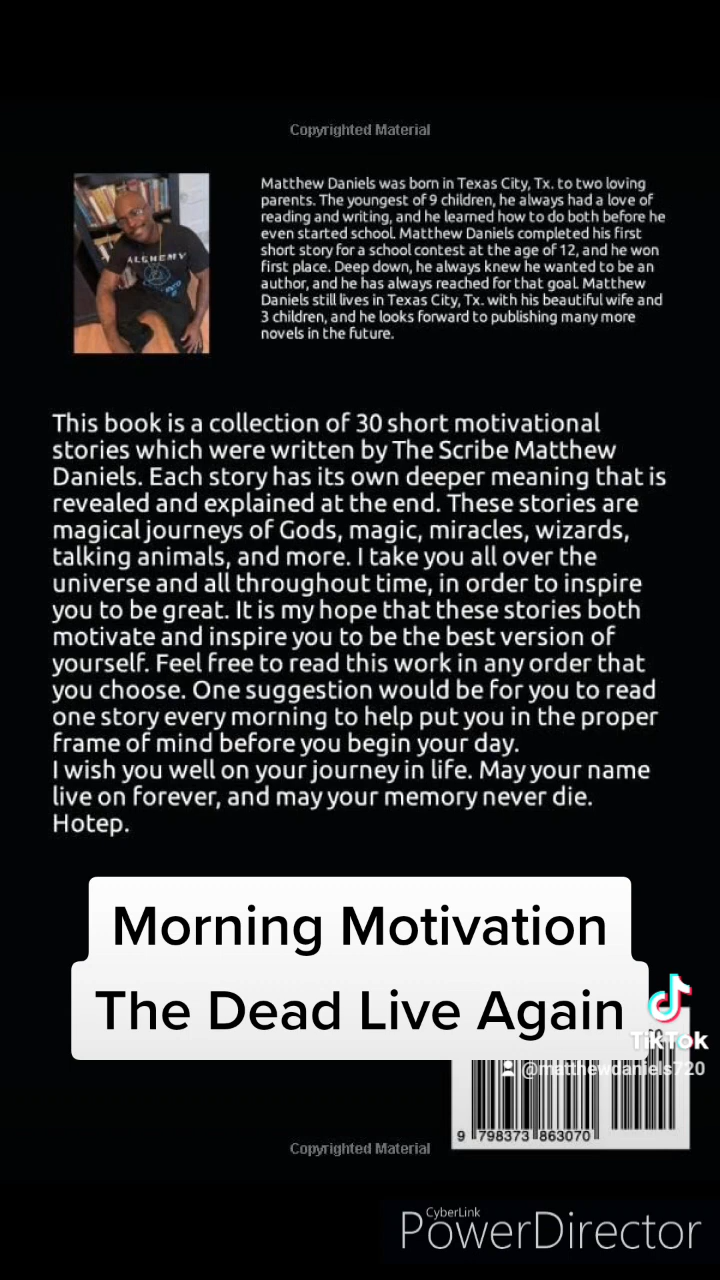 Copyrighted Material
ALCHEMY
Matthew Daniels was born in Texas City, Tx. to two loving
parents. The youngest of 9 children, he always had a love of
reading and writing, and he learned how to do both before he
even started school. Matthew Daniels completed his first
short story for a school contest at the age of 12, and he won
first place. Deep down, he always knew he wanted to be an
author, and he has always reached for that goal. Matthew
Daniels still lives in Texas City, Tx. with his beautiful wife and
3 children, and he looks forward to publishing many more
novels in the future.
This book is a collection of 30 short motivational
stories which were written by The Scribe Matthew
Daniels. Each story has its own deeper meaning that is
revealed and explained at the end. These stories are
magical journeys of Gods, magic, miracles, wizards,
talking animals, and more. I take you all over the
universe and all throughout time, in order to inspire
you to be great. It is my hope that these stories both
motivate and inspire you to be the best version of
yourself. Feel free to read this work in any order that
you choose. One suggestion would be for you to read
one story every morning to help put you in the proper
frame of mind before you begin your day.
I wish you well on your journey in life. May your name
live on forever, and may your memory never die.
Hotep.
Morning Motivation
The Dead Live Again
TikTok
@matthewdaniels720
9 798373 863070
Copyrighted Material
CyberLink
PowerDirector